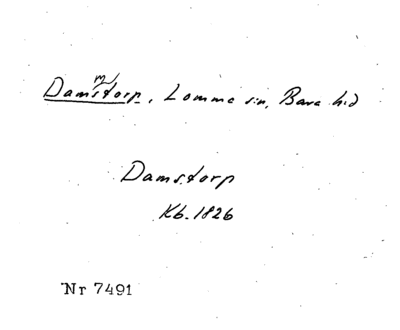 Damstorp, Lomma sn, Bara hd
m
Damstorp
Kb. 1826
Nr 7491